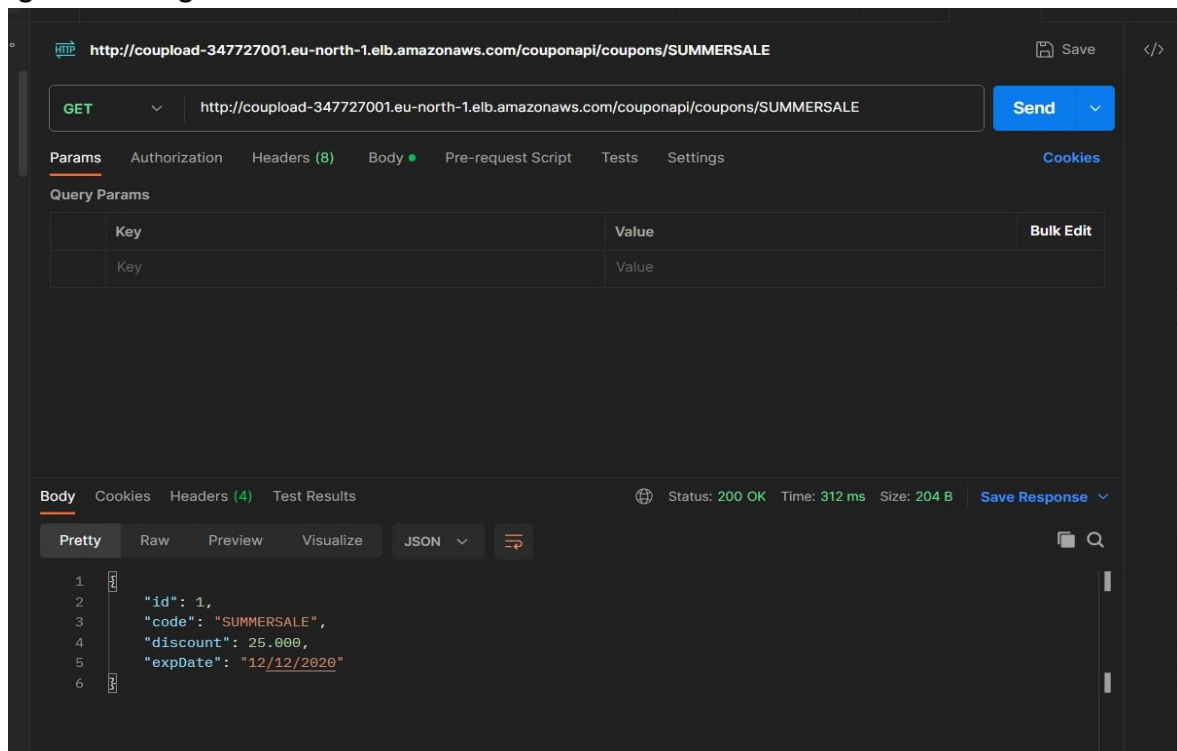 HTTP http://coupload-347727001.eu-north-1.elb.amazonaws.com/couponapi/coupons/SUMMERSALE Save </>
GET http://coupload-347727001.eu-north-1.elb.amazonaws.com/couponapi/coupons/SUMMERSALE Send
Params Authorization Headers (8) Body Pre-request Script Tests Settings Cookies
Query Params
Key Value Bulk Edit
Key Value
Body Cookies Headers (4) Test Results Status: 200 OK Time: 312 ms Size: 204 B Save Response
Pretty Raw Preview Visualize JSON
1 {
2 "id": 1,
3 "code": "SUMMERSALE",
4 "discount": 25.000,
5 "expDate": "12/12/2020"
6 }